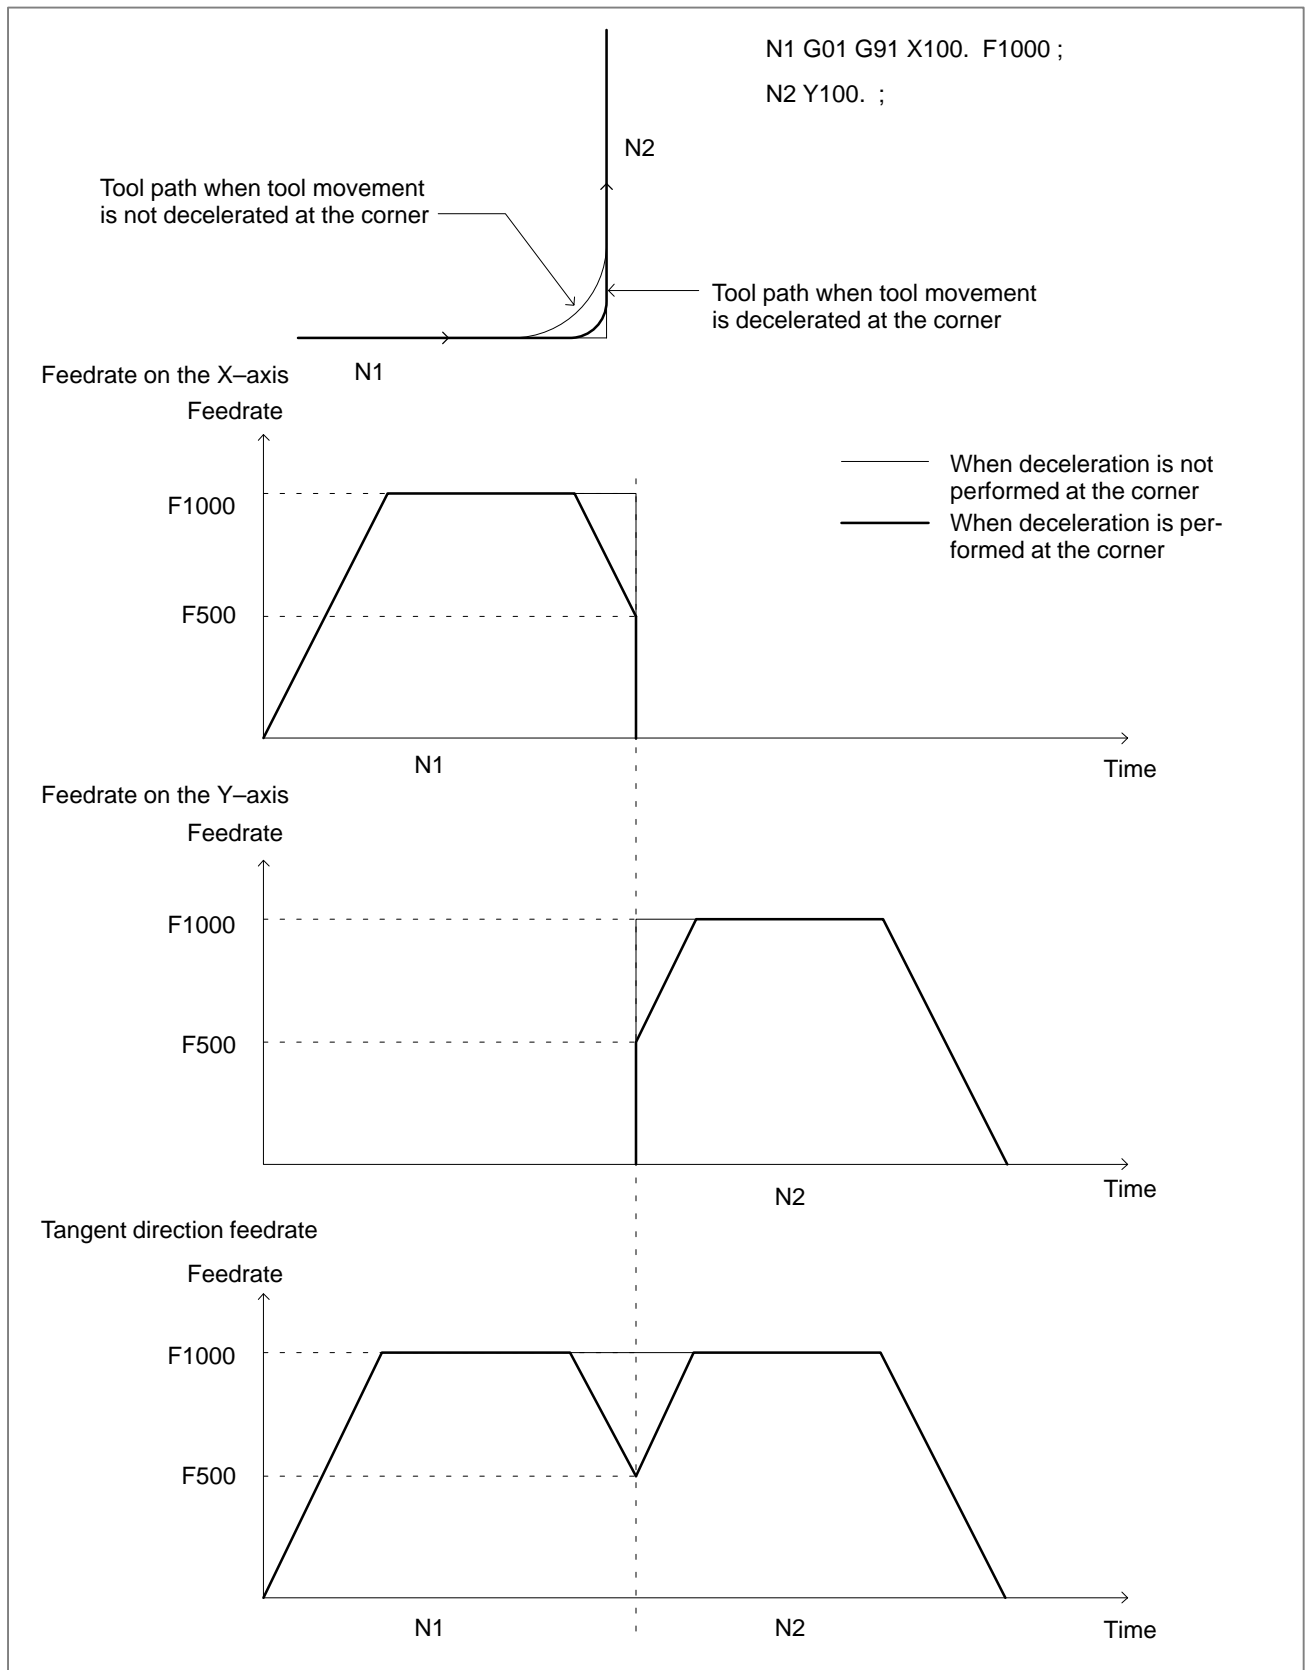 N1 G01 G91 X100.  F1000 ;
N2 Y100.  ;
N2
Tool path when tool movement
is not decelerated at the corner
Tool path when tool movement
is decelerated at the corner
N1
Feedrate on the X–axis
Feedrate
When deceleration is not
performed at the corner
When deceleration is per-
formed at the corner
F1000
F500
N1
Time
Feedrate on the Y–axis
Feedrate
F1000
F500
N2
Time
Tangent direction feedrate
Feedrate
F1000
F500
N1
N2
Time